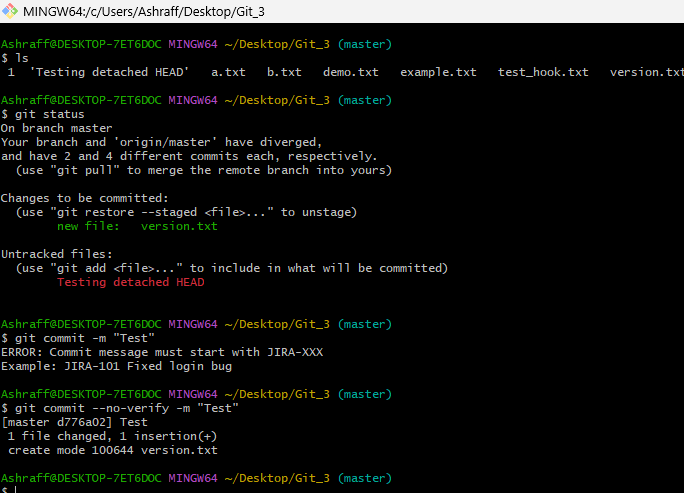 MINGW64:/c/Users/Ashraff/Desktop/Git_3
Ashraff@DESKTOP-7ET6DOC MINGW64 ~/Desktop/Git_3 (master)
$ ls
1 'Testing detached HEAD' a.txt b.txt demo.txt example.txt test_hook.txt version.txt
Ashraff@DESKTOP-7ET6DOC MINGW64 ~/Desktop/Git_3 (master)
$ git status
On branch master
Your branch and 'origin/master' have diverged,
and have 2 and 4 different commits each, respectively.
(use "git pull" to merge the remote branch into yours)
Changes to be committed:
(use "git restore --staged <file>..." to unstage)
new file: version.txt
Untracked files:
(use "git add <file>..." to include in what will be committed)
Testing detached HEAD
Ashraff@DESKTOP-7ET6DOC MINGW64 ~/Desktop/Git_3 (master)
$ git commit -m "Test"
ERROR: Commit message must start with JIRA-XXX
Example: JIRA-101 Fixed login bug
Ashraff@DESKTOP-7ET6DOC MINGW64 ~/Desktop/Git_3 (master)
$ git commit --no-verify -m "Test"
[master d776a02] Test
1 file changed, 1 insertion(+)
create mode 100644 version.txt
Ashraff@DESKTOP-7ET6DOC MINGW64 ~/Desktop/Git_3 (master)
$